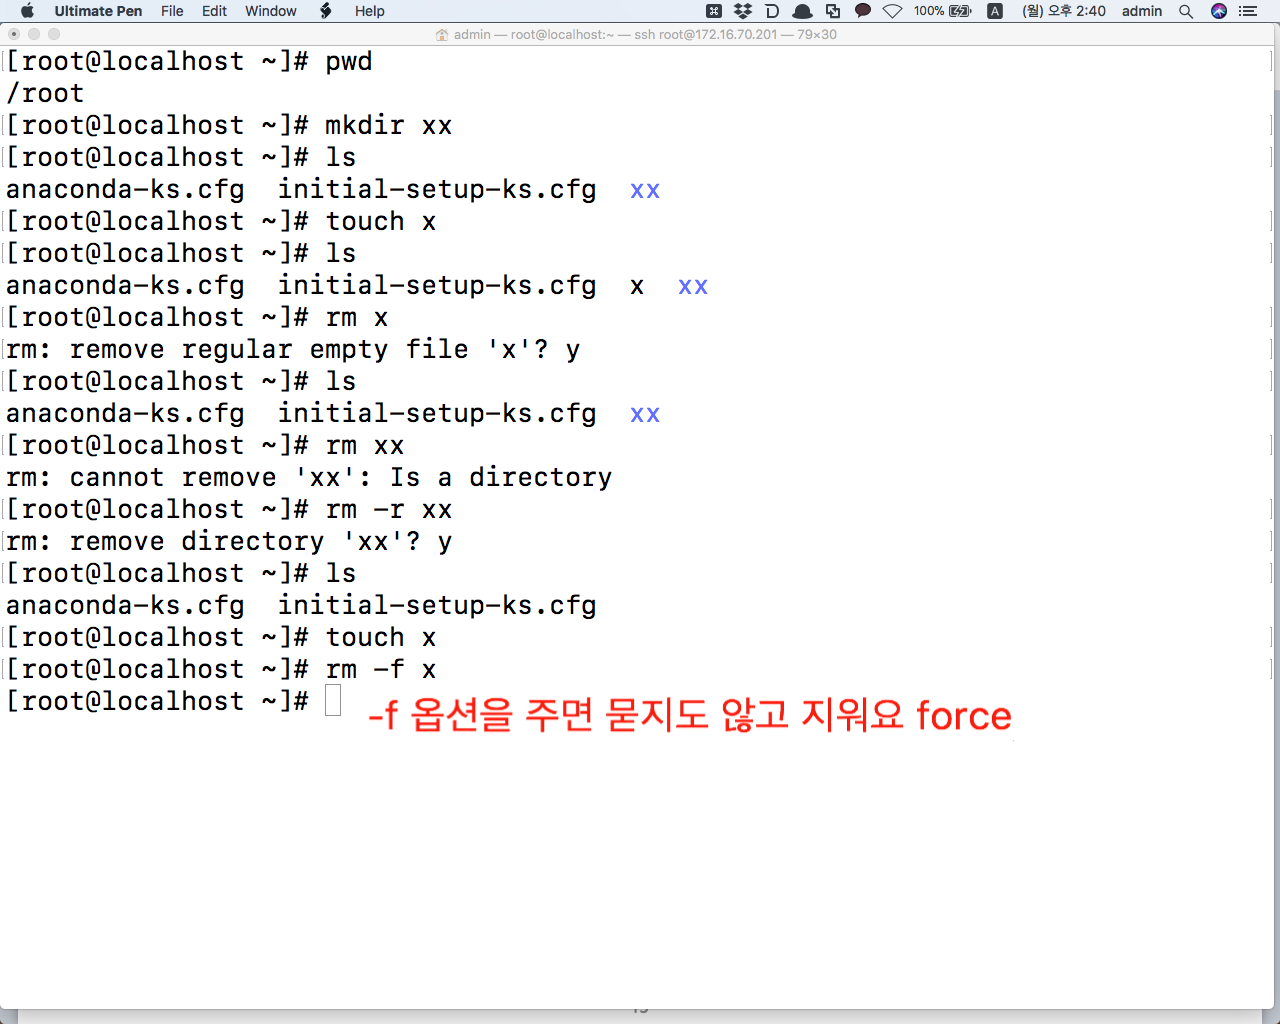 Ultimate Pen File Edit Window Help 100% A (월) 오후 2:40 admin
admin — root@localhost:~ — ssh root@172.16.70.201 — 79×30
[root@localhost ~]# pwd
/root
[root@localhost ~]# mkdir xx
[root@localhost ~]# ls
anaconda-ks.cfg  initial-setup-ks.cfg  xx
[root@localhost ~]# touch x
[root@localhost ~]# ls
anaconda-ks.cfg  initial-setup-ks.cfg  x  xx
[root@localhost ~]# rm x
rm: remove regular empty file 'x'? y
[root@localhost ~]# ls
anaconda-ks.cfg  initial-setup-ks.cfg  xx
[root@localhost ~]# rm xx
rm: cannot remove 'xx': Is a directory
[root@localhost ~]# rm -r xx
rm: remove directory 'xx'? y
[root@localhost ~]# ls
anaconda-ks.cfg  initial-setup-ks.cfg
[root@localhost ~]# touch x
[root@localhost ~]# rm -f x
[root@localhost ~]#
-f 옵션을 주면 묻지도 않고 지워요 force